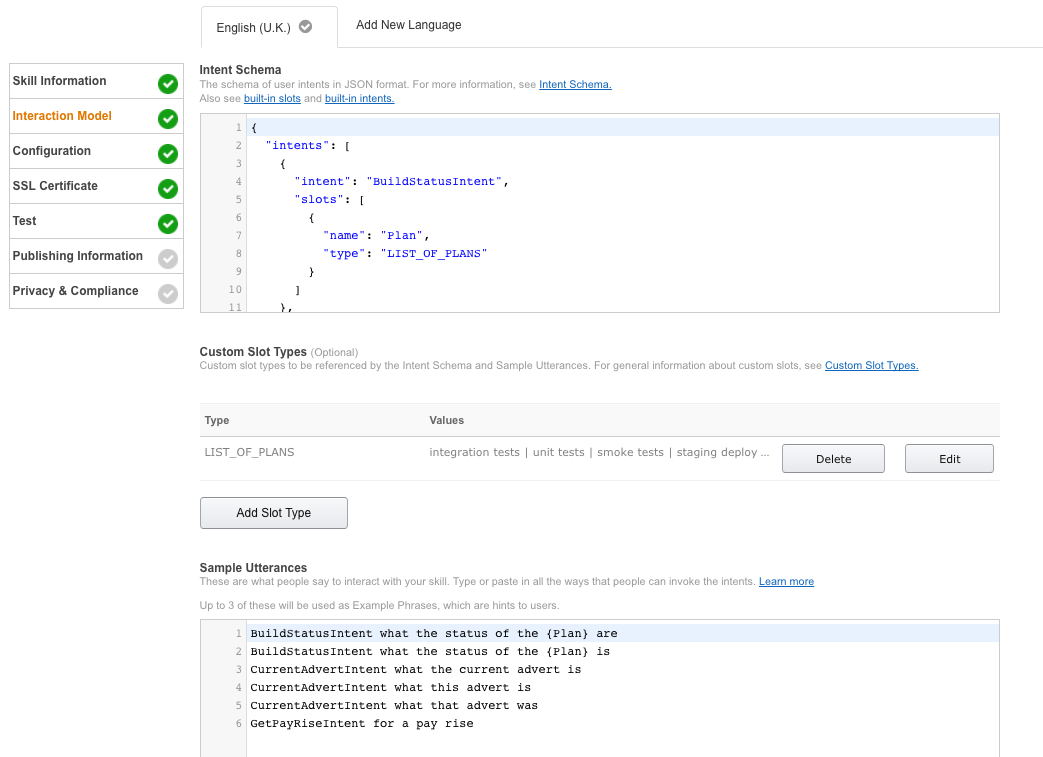 English (U.K.)
Add New Language
Skill Information
Interaction Model
Configuration
SSL Certificate
Test
Publishing Information
Privacy & Compliance
Intent Schema
The schema of user intents in JSON format. For more information, see Intent Schema.
Also see built-in slots and built-in intents.
1 {
2 "intents": [
3 {
4 "intent": "BuildStatusIntent",
5 "slots": [
6 {
7 "name": "Plan",
8 "type": "LIST_OF_PLANS"
9 }
10 ]
11 },
Custom Slot Types (Optional)
Custom slot types to be referenced by the Intent Schema and Sample Utterances. For general information about custom slots, see Custom Slot Types.
Type Values
LIST_OF_PLANS integration tests | unit tests | smoke tests | staging deploy ... Delete Edit
Add Slot Type
Sample Utterances
These are what people say to interact with your skill. Type or paste in all the ways that people can invoke the intents. Learn more
Up to 3 of these will be used as Example Phrases, which are hints to users.
1 BuildStatusIntent what the status of the {Plan} are
2 BuildStatusIntent what the status of the {Plan} is
3 CurrentAdvertIntent what the current advert is
4 CurrentAdvertIntent what this advert is
5 CurrentAdvertIntent what that advert was
6 GetPayRiseIntent for a pay rise